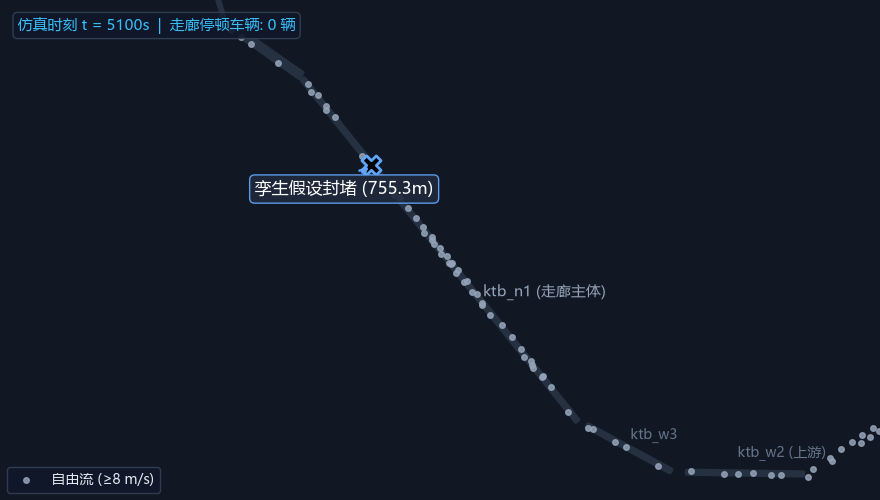 仿真时刻 t = 5100s | 走廊停顿车辆: 0 辆
孪生假设封堵 (755.3m)
ktb_n1 (走廊主体)
ktb_w3
ktb_w2 (上游)
自由流 (≥8 m/s)